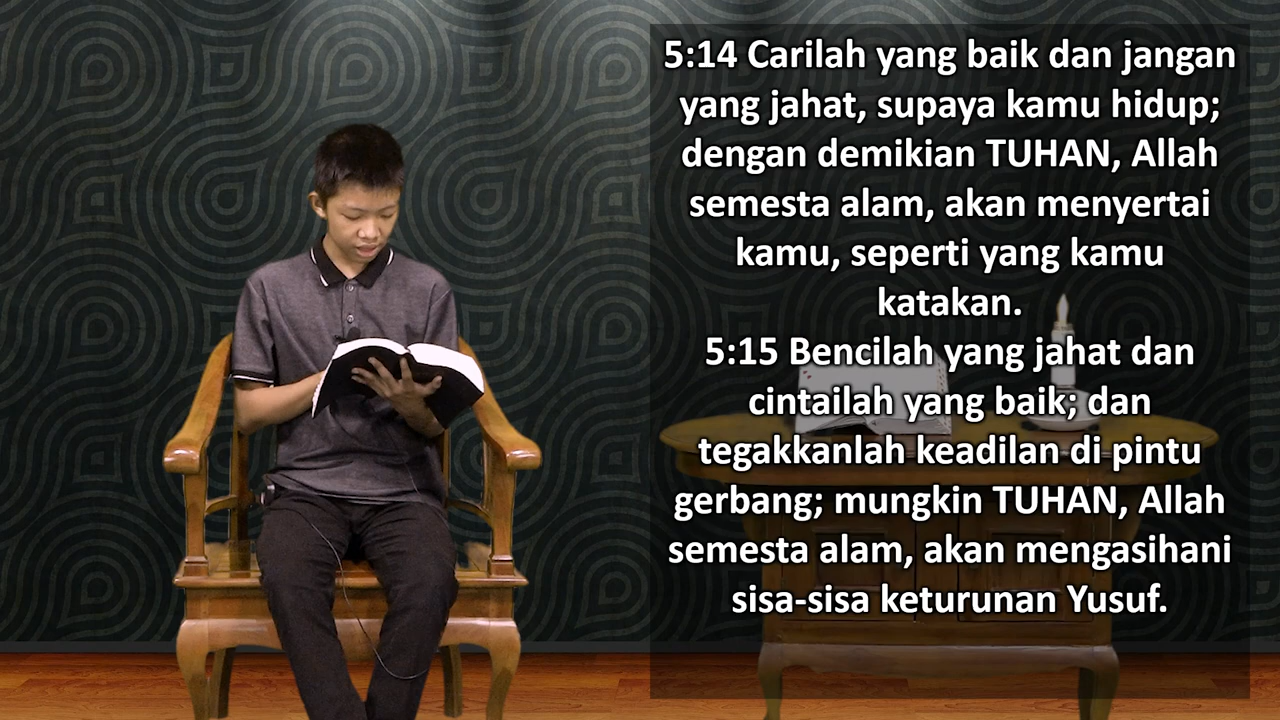 5:14 Carilah yang baik dan jangan
yang jahat, supaya kamu hidup;
dengan demikian TUHAN, Allah
semesta alam, akan menyertai
kamu, seperti yang kamu
katakan.
5:15 Bencilah yang jahat dan
cintailah yang baik; dan
tegakkanlah keadilan di pintu
gerbang; mungkin TUHAN, Allah
semesta alam, akan mengasihani
sisa-sisa keturunan Yusuf.